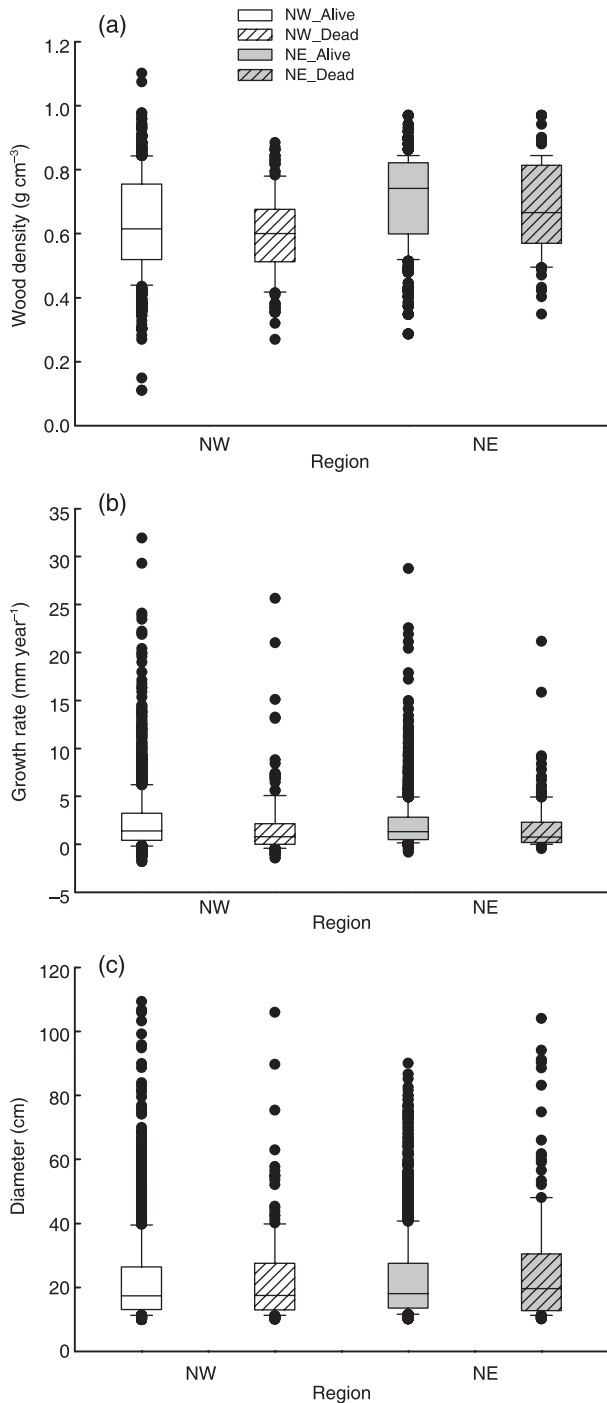 (a)
NW_Alive
NW_Dead
NE_Alive
NE_Dead
1.2
1.0
0.8
0.6
0.4
0.2
0.0
Wood density (g cm⁻³)
NW NE
Region
(b)
35
30
25
20
15
10
5
0
–5
Growth rate (mm year⁻¹)
NW NE
Region
(c)
120
100
80
60
40
20
0
Diameter (cm)
NW NE
Region